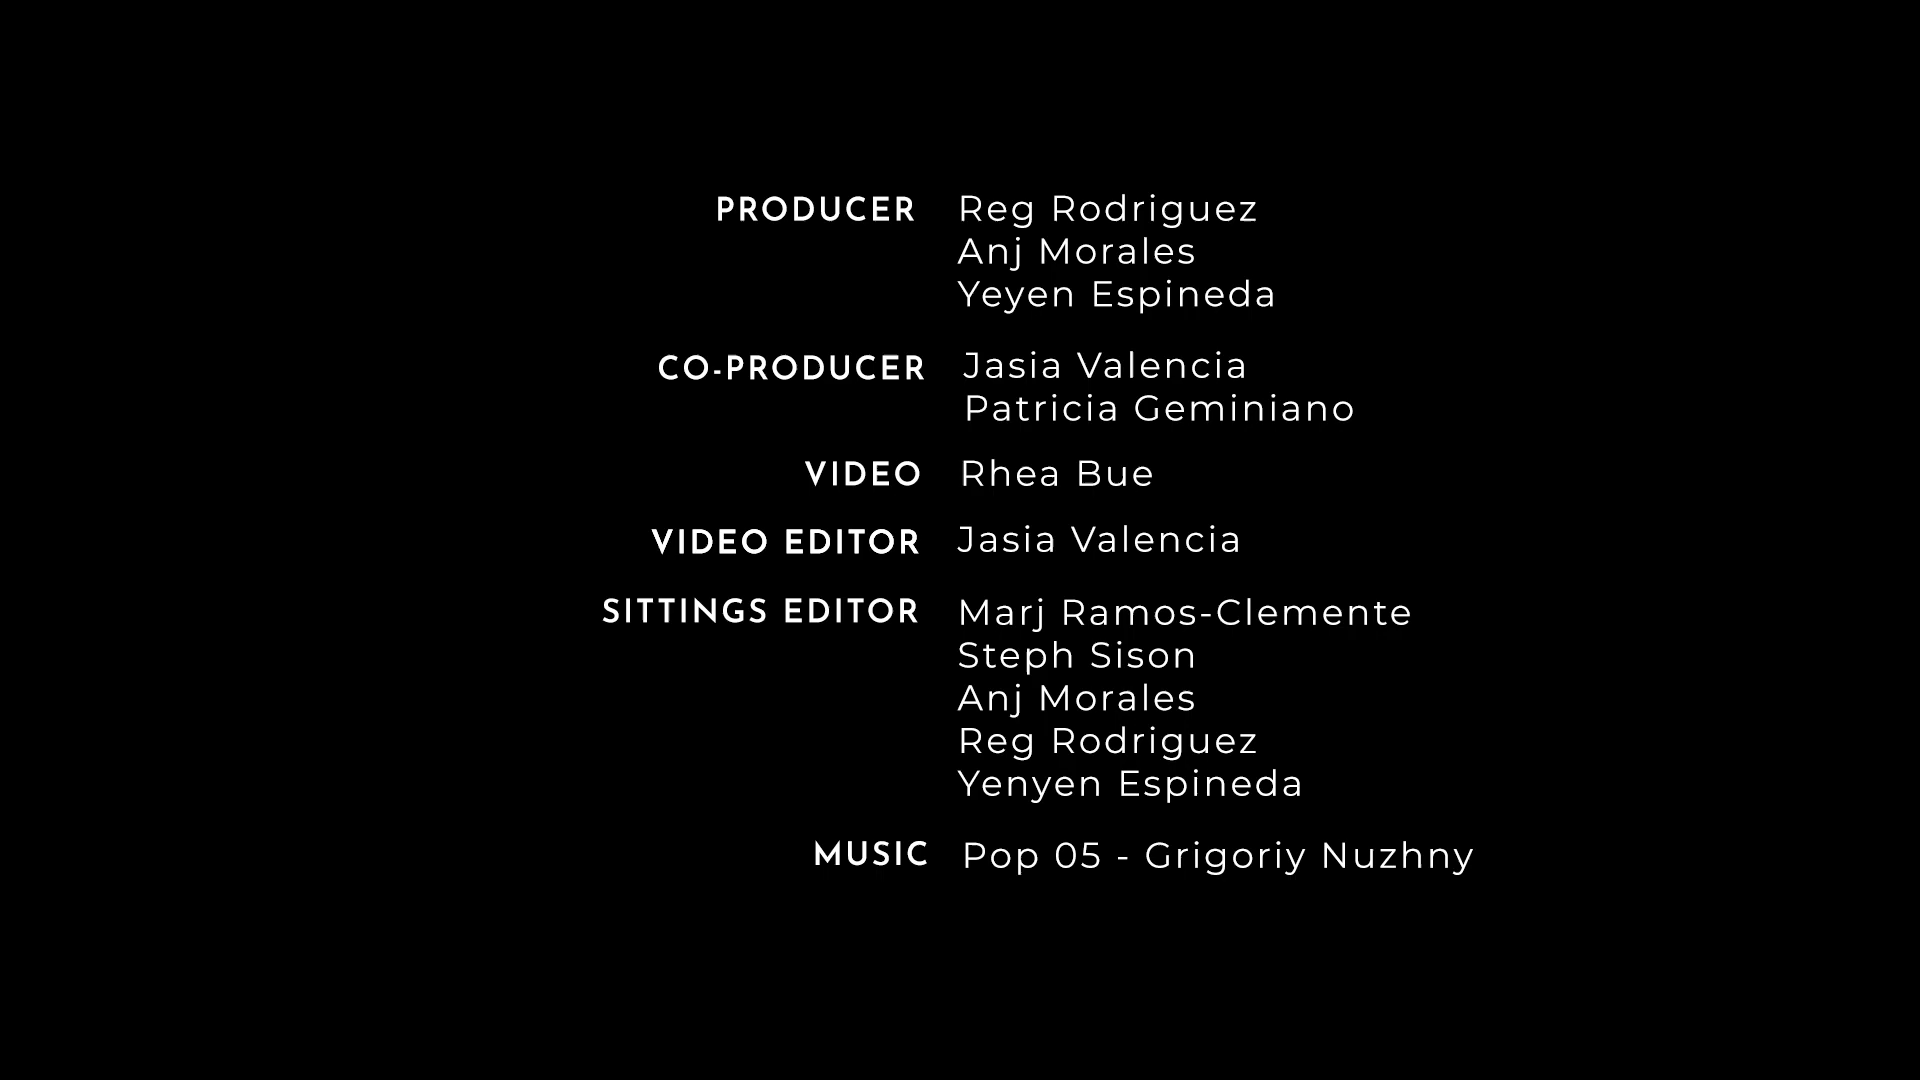 PRODUCER Reg Rodriguez
Anj Morales
Yeyen Espineda
CO-PRODUCER Jasia Valencia
Patricia Geminiano
VIDEO Rhea Bue
VIDEO EDITOR Jasia Valencia
SITTINGS EDITOR Marj Ramos-Clemente
Steph Sison
Anj Morales
Reg Rodriguez
Yenyen Espineda
MUSIC Pop 05 - Grigoriy Nuzhny